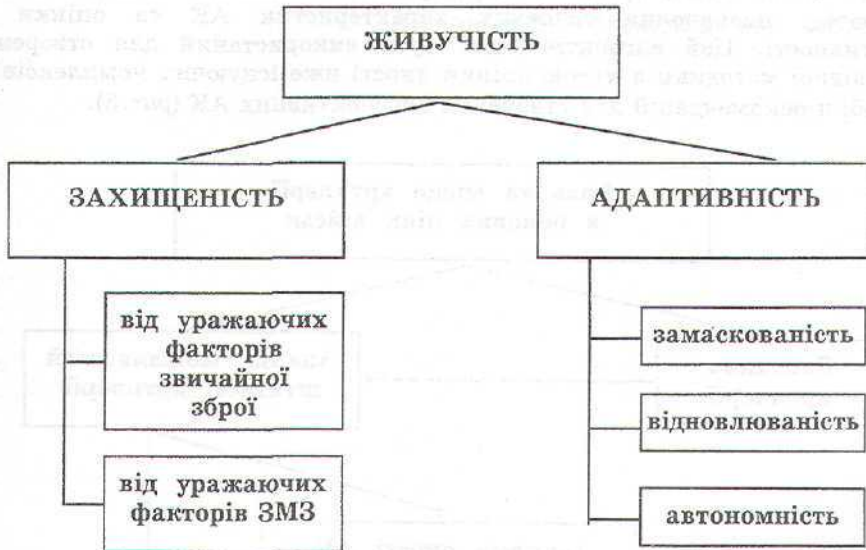 ЖИВУЧІСТЬ
ЗАХИЩЕНІСТЬ
АДАПТИВНІСТЬ
від уражаючих
факторів
звичайної
зброї
від уражаючих
факторів ЗМЗ
замаскованість
відновлюваність
автономність